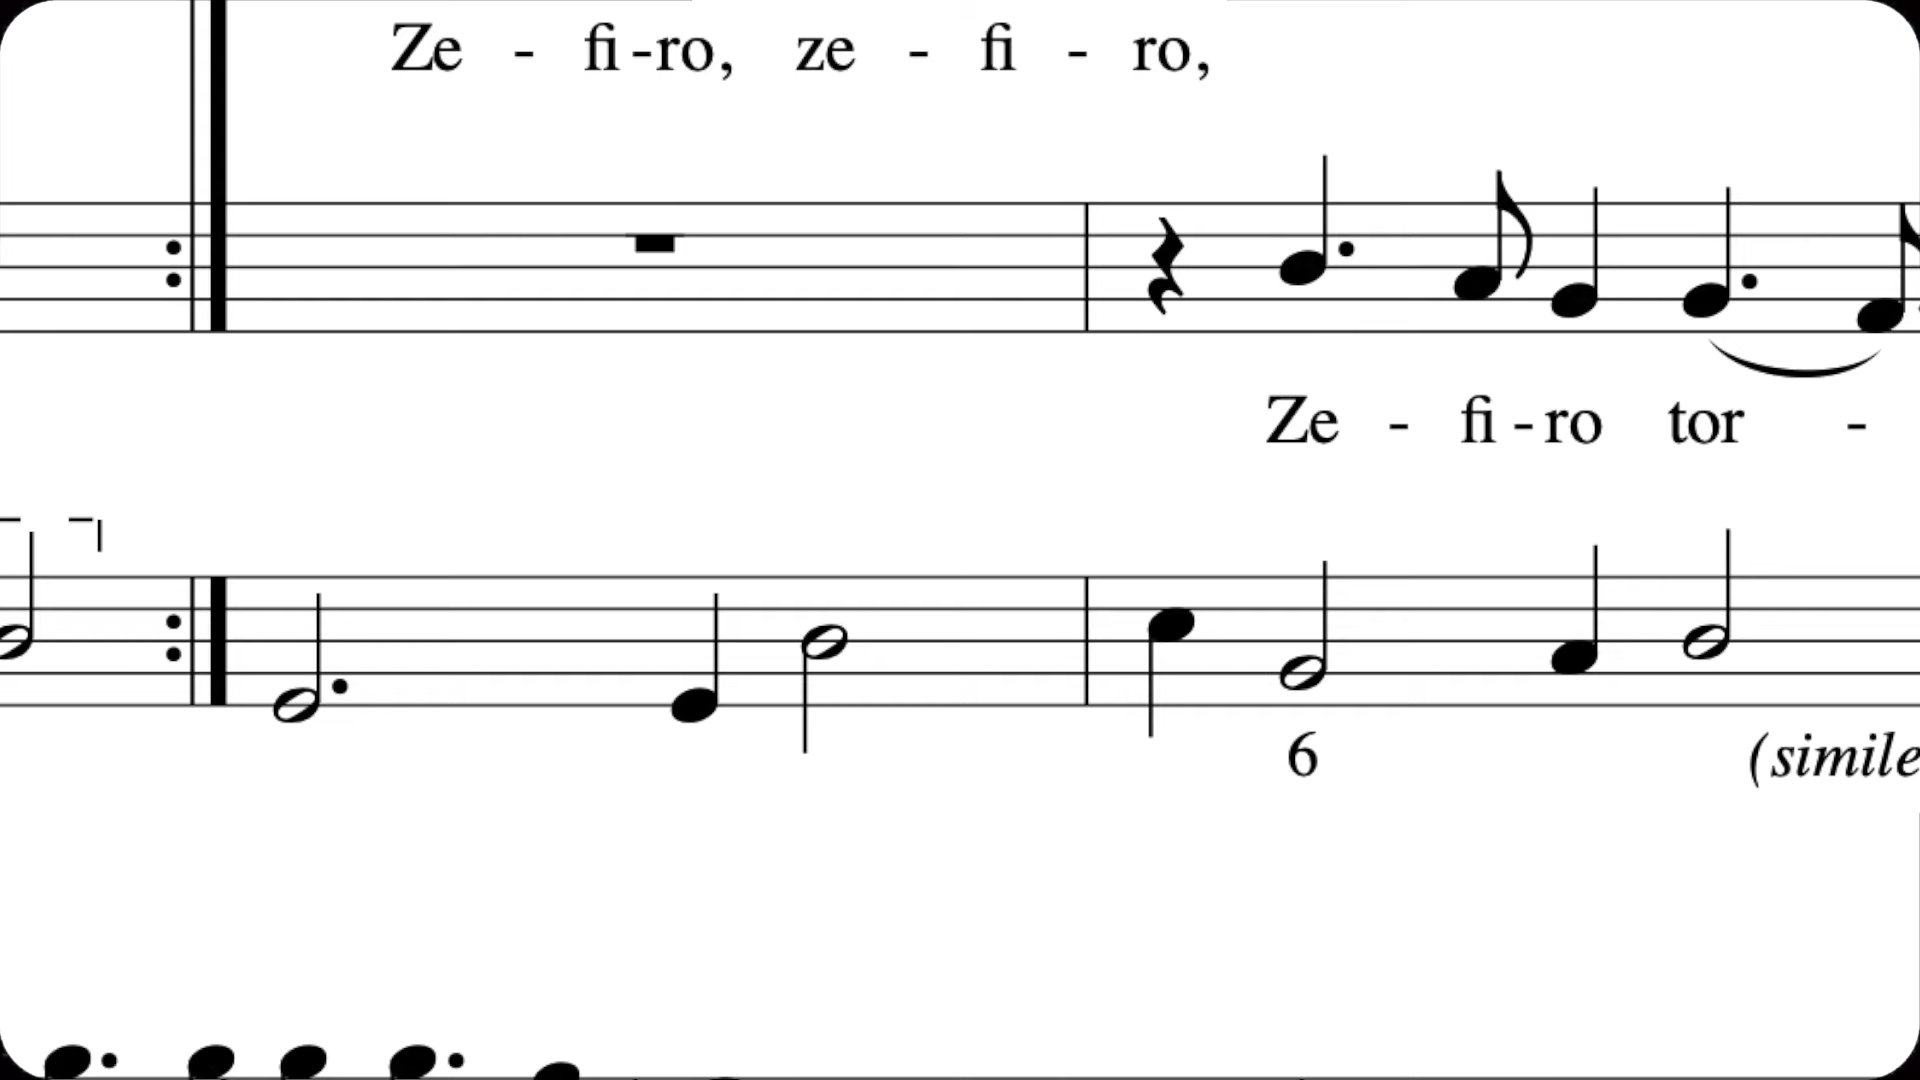 Ze - fi - ro, ze - fi - ro,
Ze - fi - ro tor -
6
(simile